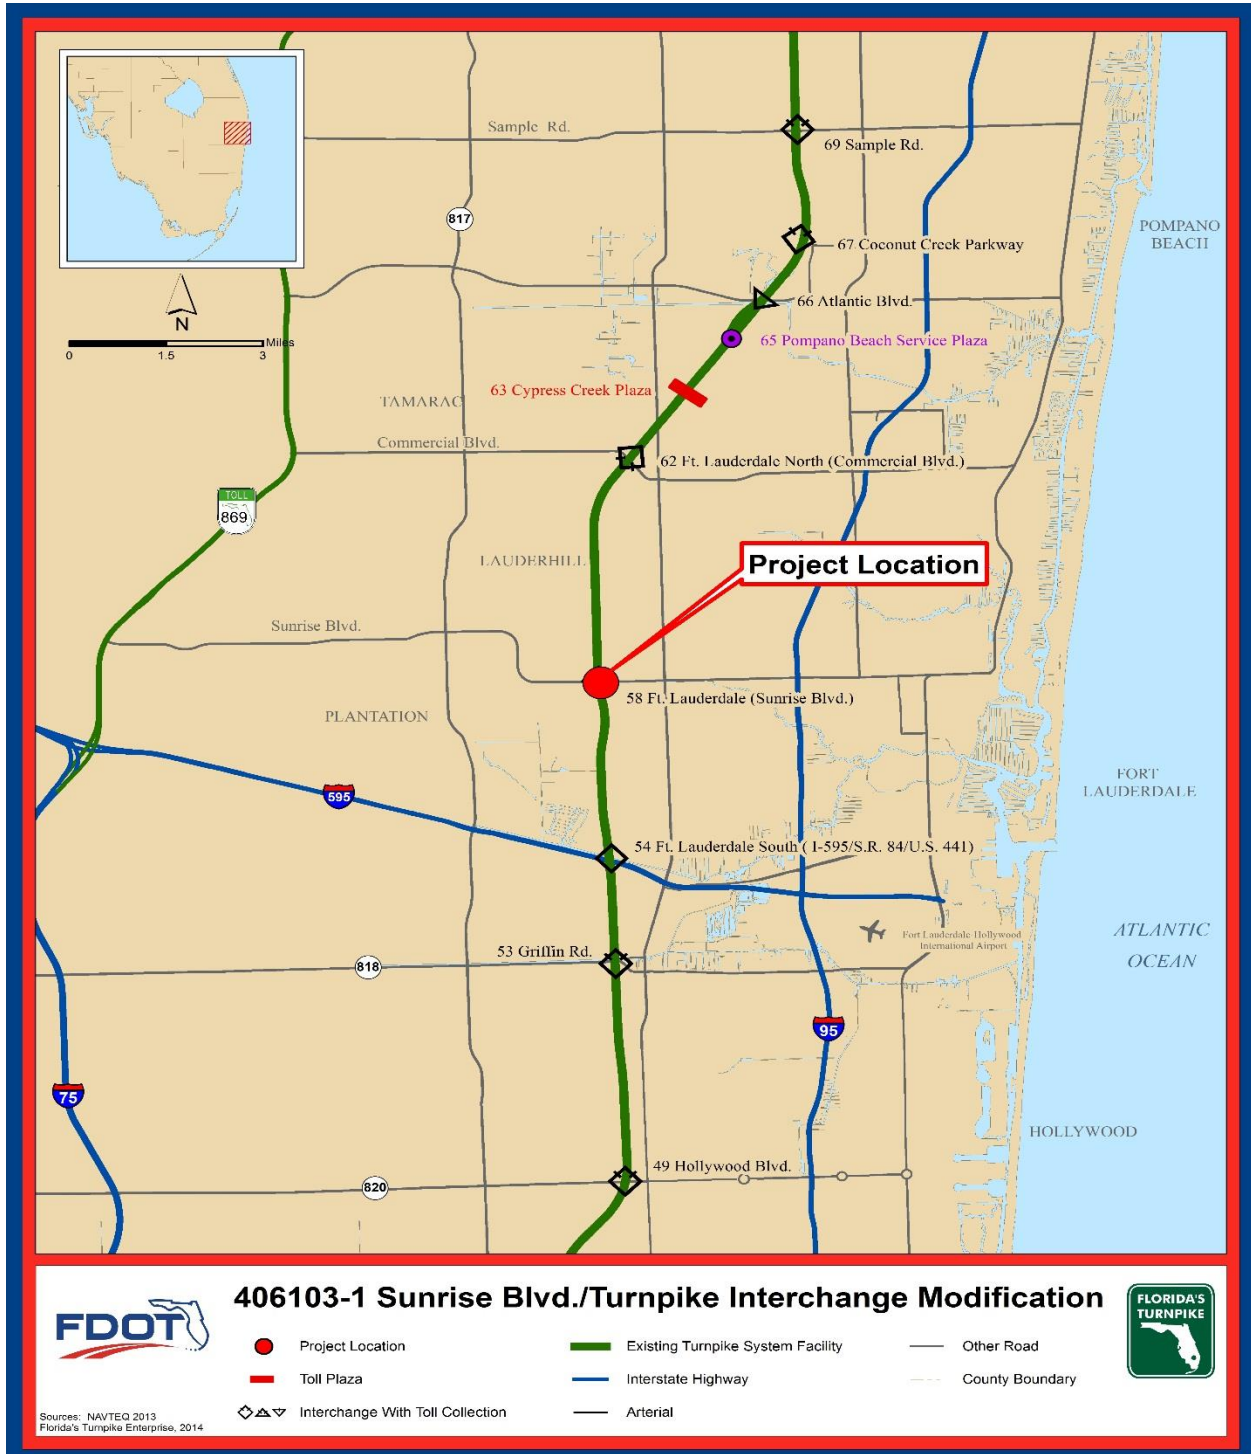 Sample Rd.
69 Sample Rd.
817
POMPANO
BEACH
67 Coconut Creek Parkway
N
66 Atlantic Blvd.
0 1.5 3 Miles
65 Pompano Beach Service Plaza
63 Cypress Creek Plaza
TAMARAC
Commercial Blvd.
62 Ft. Lauderdale North (Commercial Blvd.)
TOLL
869
LAUDERHILL
Project Location
Sunrise Blvd.
58 Ft. Lauderdale (Sunrise Blvd.)
PLANTATION
FORT
LAUDERDALE
595
54 Ft. Lauderdale South ( I-595/S.R. 84/U.S. 441)
ATLANTIC
OCEAN
Fort Lauderdale-Hollywood
International Airport
53 Griffin Rd.
818
95
75
HOLLYWOOD
49 Hollywood Blvd.
820
406103-1 Sunrise Blvd./Turnpike Interchange Modification
FDOT
FLORIDA'S
TURNPIKE
Project Location
Existing Turnpike System Facility
Other Road
Toll Plaza
Interstate Highway
County Boundary
Interchange With Toll Collection
Arterial
Sources: NAVTEQ 2013
Florida's Turnpike Enterprise, 2014